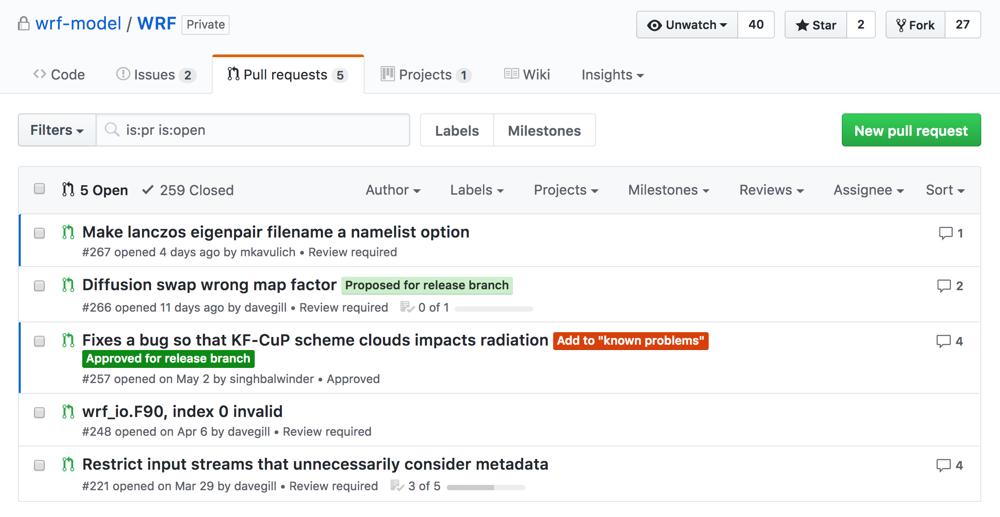 wrf-model / WRF Private
Unwatch 40 Star 2 Fork 27
Code Issues 2 Pull requests 5 Projects 1 Wiki Insights
Filters is:pr is:open Labels Milestones New pull request
5 Open 259 Closed Author Labels Projects Milestones Reviews Assignee Sort
Make lanczos eigenpair filename a namelist option 1
#267 opened 4 days ago by mkavulich • Review required
Diffusion swap wrong map factor Proposed for release branch 2
#266 opened 11 days ago by davegill • Review required 0 of 1
Fixes a bug so that KF-CuP scheme clouds impacts radiation Add to "known problems" 4
Approved for release branch
#257 opened on May 2 by singhbalwinder • Approved
wrf_io.F90, index 0 invalid
#248 opened on Apr 6 by davegill • Review required
Restrict input streams that unnecessarily consider metadata 4
#221 opened on Mar 29 by davegill • Review required 3 of 5